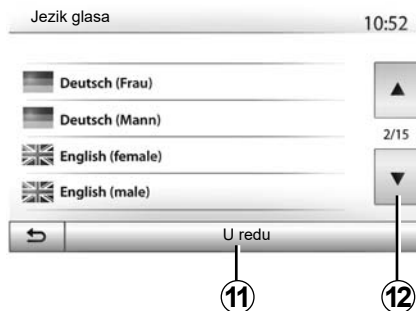 Jezik glasa
10:52
Deutsch (Frau)
Deutsch (Mann)
2/15
English (female)
English (male)
U redu
11
12